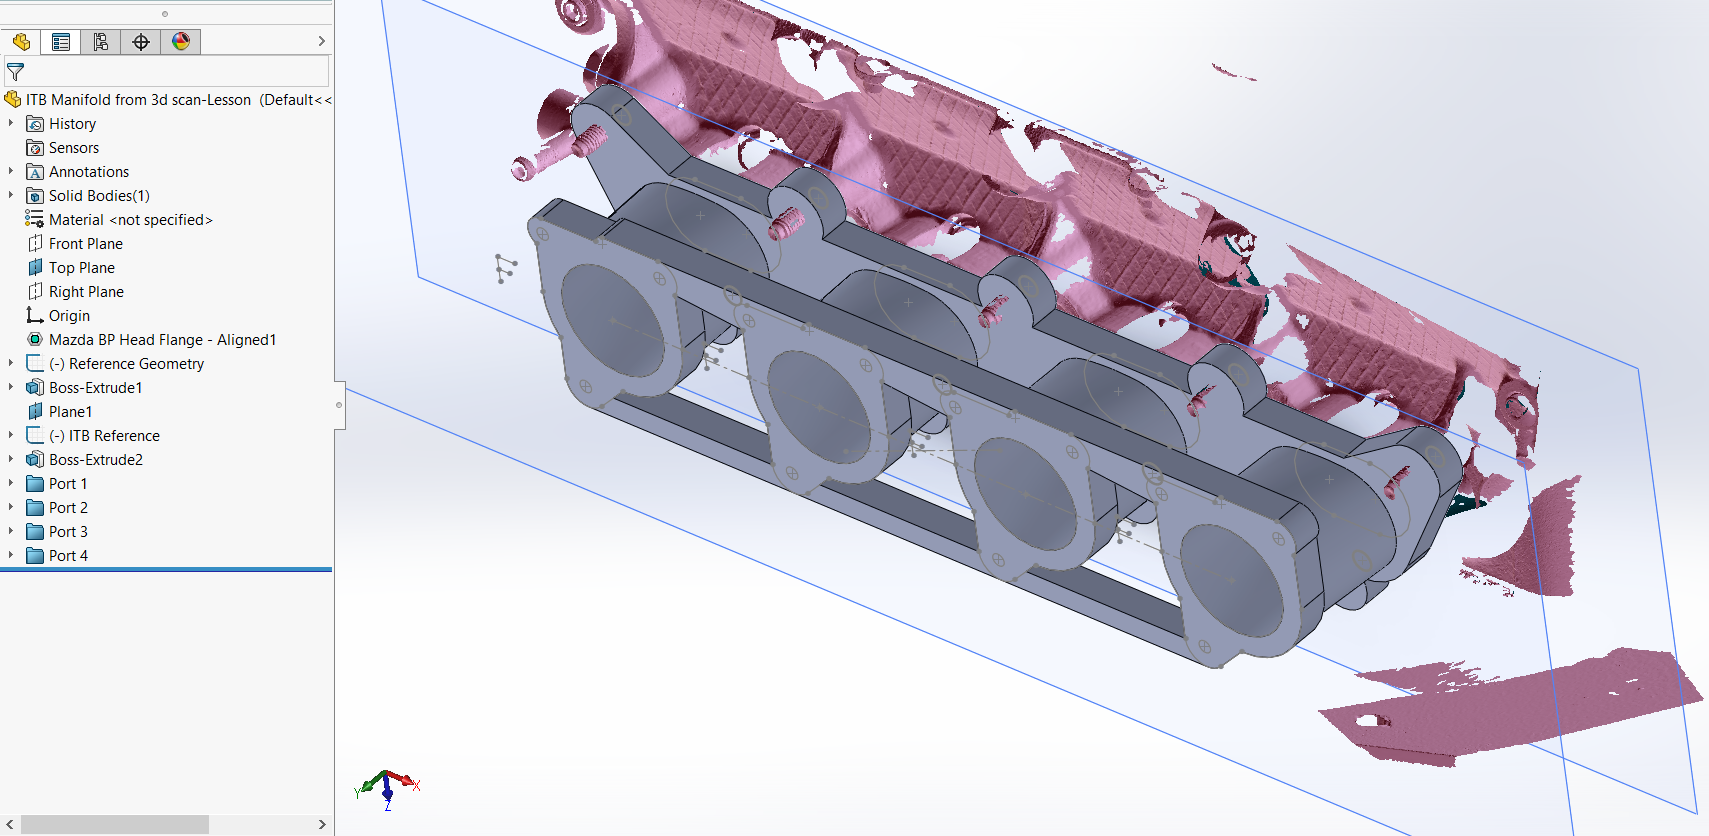 ITB Manifold from 3d scan-Lesson (Default<<
History
Sensors
Annotations
Solid Bodies(1)
Material <not specified>
Front Plane
Top Plane
Right Plane
Origin
Mazda BP Head Flange - Aligned1
(-) Reference Geometry
Boss-Extrude1
Plane1
(-) ITB Reference
Boss-Extrude2
Port 1
Port 2
Port 3
Port 4
Y
X
Z